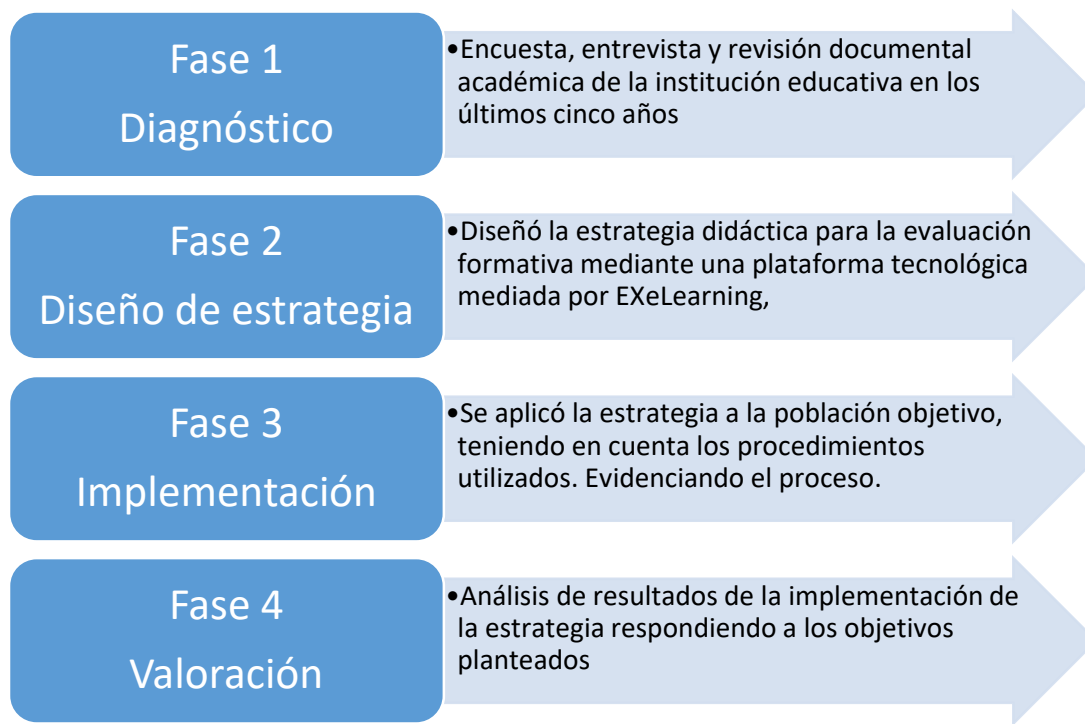 Fase 1
Diagnóstico
•Encuesta, entrevista y revisión documental
académica de la institución educativa en los
últimos cinco años
Fase 2
Diseño de estrategia
•Diseñó la estrategia didáctica para la evaluación
formativa mediante una plataforma tecnológica
mediada por EXeLearning,
Fase 3
Implementación
•Se aplicó la estrategia a la población objetivo,
teniendo en cuenta los procedimientos
utilizados. Evidenciando el proceso.
Fase 4
Valoración
•Análisis de resultados de la implementación de
la estrategia respondiendo a los objetivos
planteados